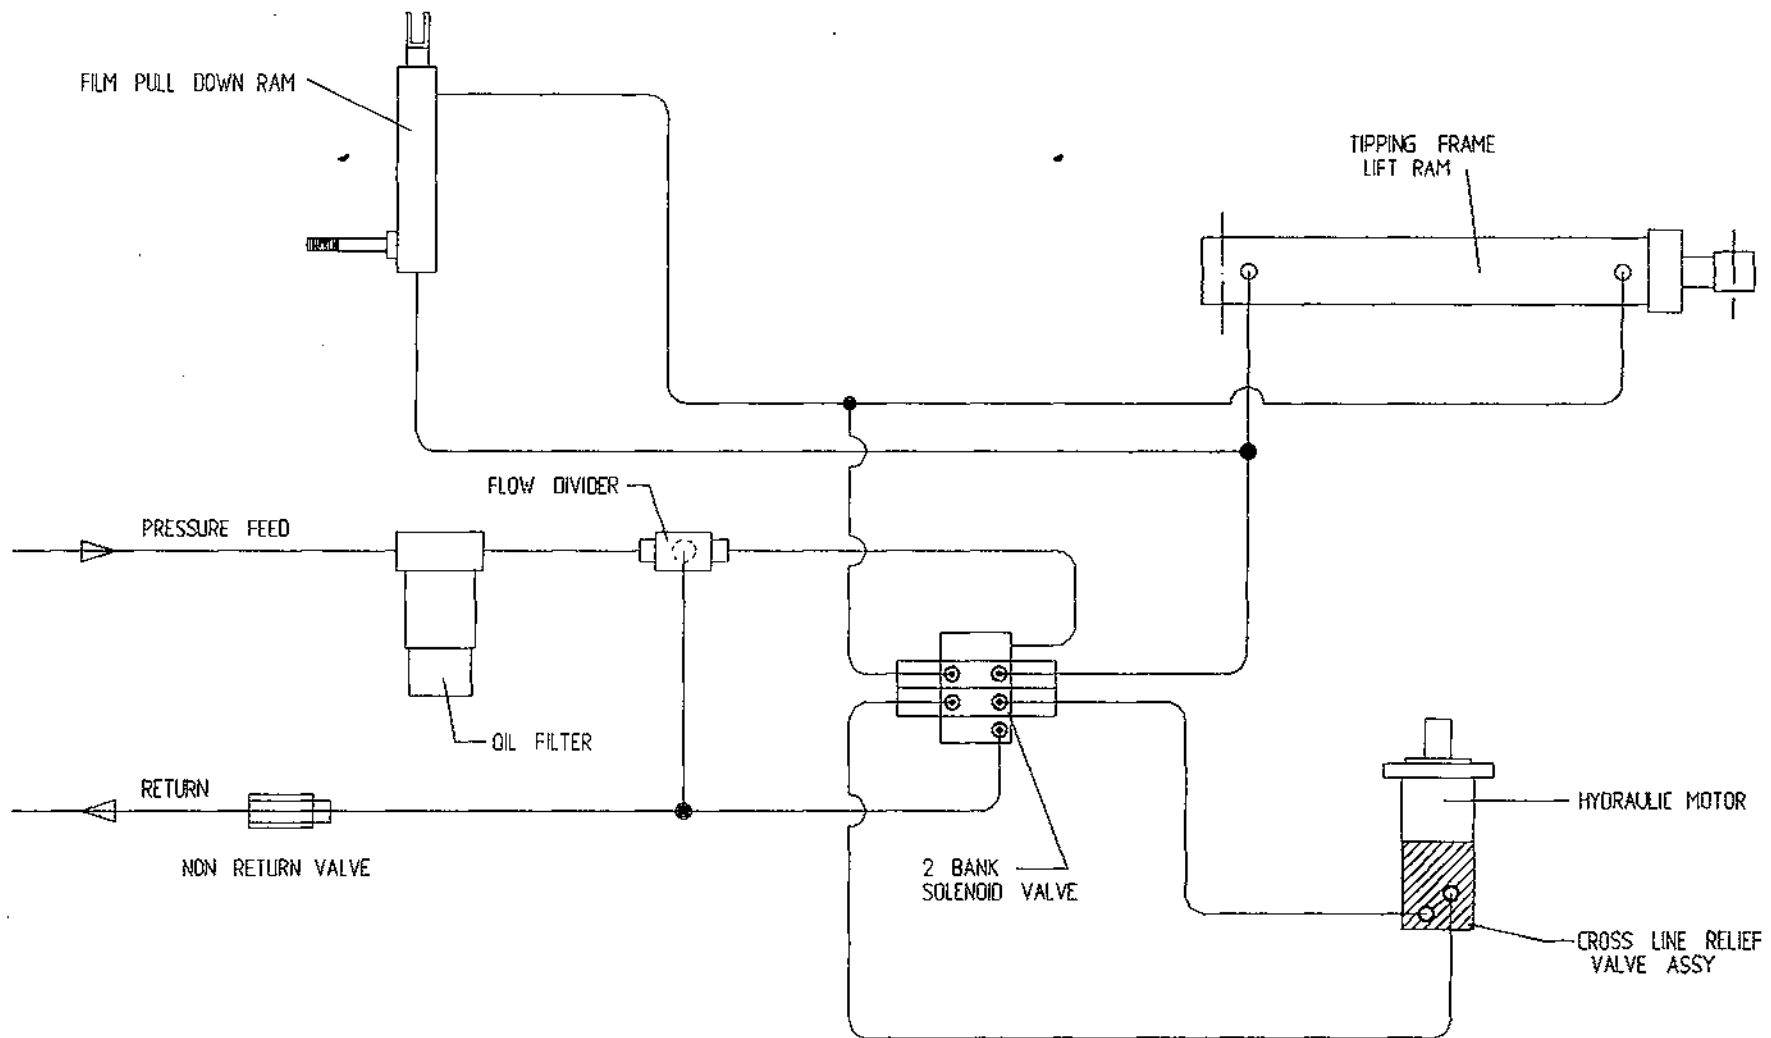 FILM PULL DOWN RAM
TIPPING FRAME
LIFT RAM
FLOW DIVIDER
PRESSURE FEED
OIL FILTER
RETURN
NON RETURN VALVE
2 BANK
SOLENOID VALVE
HYDRAULIC MOTOR
CROSS LINE RELIEF
VALVE ASSY